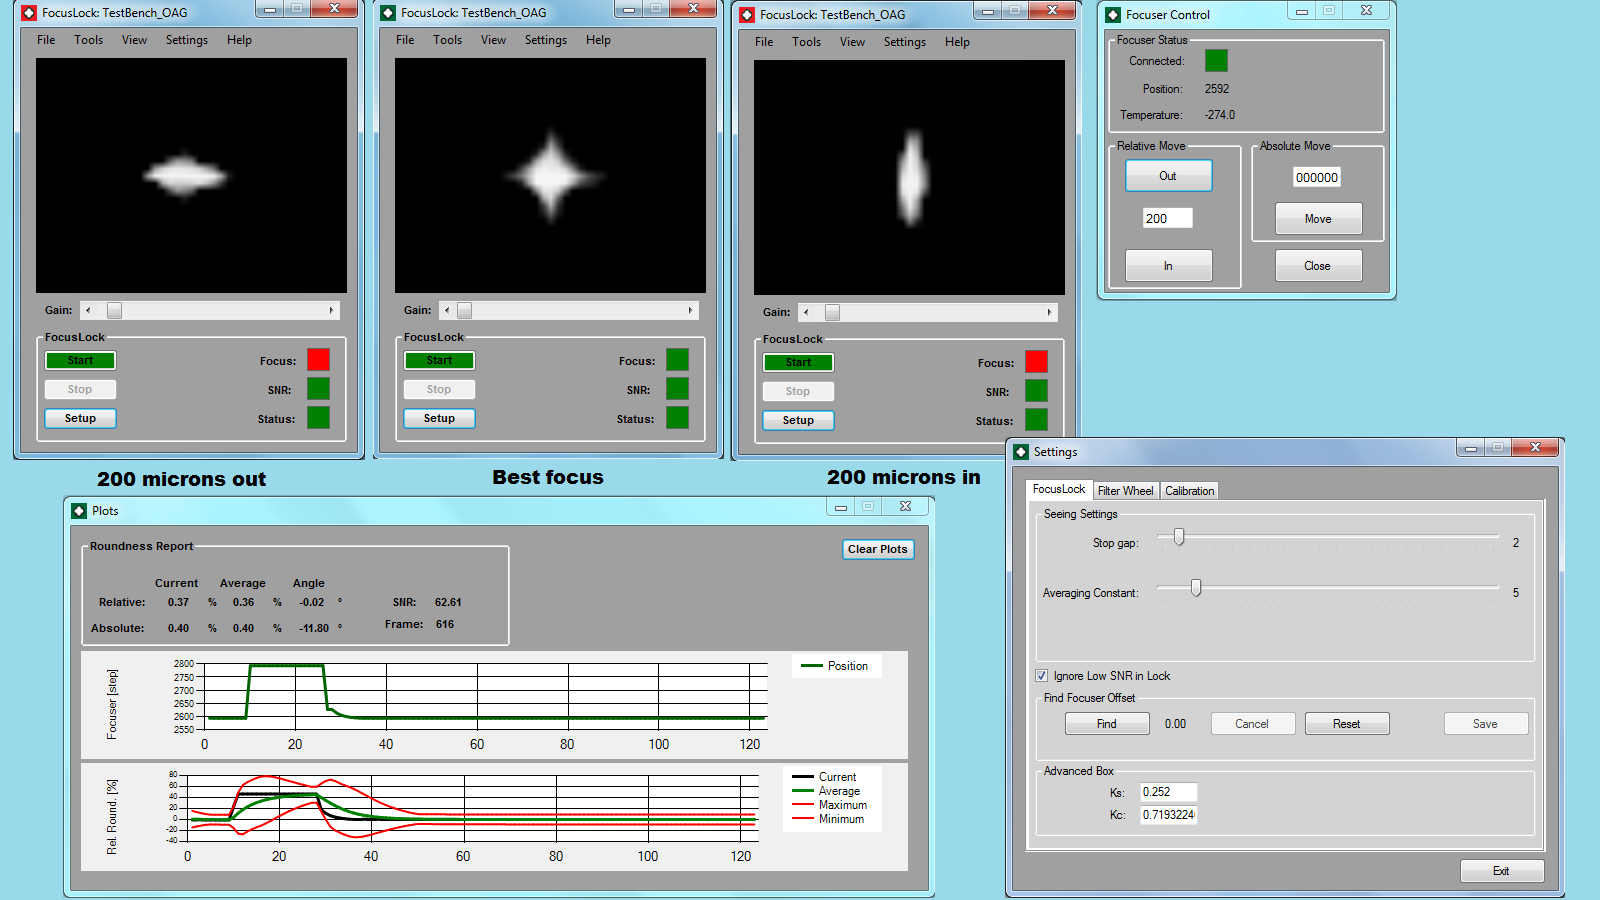 FocusLock: TestBench_OAG
File Tools View Settings Help
Gain:
FocusLock
Start
Stop
Setup
Focus:
SNR:
Status:
200 microns out
FocusLock: TestBench_OAG
File Tools View Settings Help
Gain:
FocusLock
Start
Stop
Setup
Focus:
SNR:
Status:
Best focus
FocusLock: TestBench_OAG
File Tools View Settings Help
Gain:
FocusLock
Start
Stop
Setup
Focus:
SNR:
Status:
200 microns in
Focuser Control
Focuser Status
Connected:
Position: 2592
Temperature: -274.0
Relative Move
Out
200
In
Absolute Move
000000
Move
Close
Plots
Roundness Report
Clear Plots
Current Average Angle
Relative: 0.37 % 0.36 % -0.02 ° SNR: 62.61
Absolute: 0.40 % 0.40 % -11.80 ° Frame: 616
Focuser [step]
2800
2750
2700
2650
2600
2550
0 20 40 60 80 100 120
Position
Rel. Round. [%]
80
60
40
20
0
-20
-40
0 20 40 60 80 100 120
Current
Average
Maximum
Minimum
Settings
FocusLock Filter Wheel Calibration
Seeing Settings
Stop gap: 2
Averaging Constant: 5
Ignore Low SNR in Lock
Find Focuser Offset
Find 0.00 Cancel Reset Save
Advanced Box
Ks: 0.252
Kc: 0.7193224
Exit